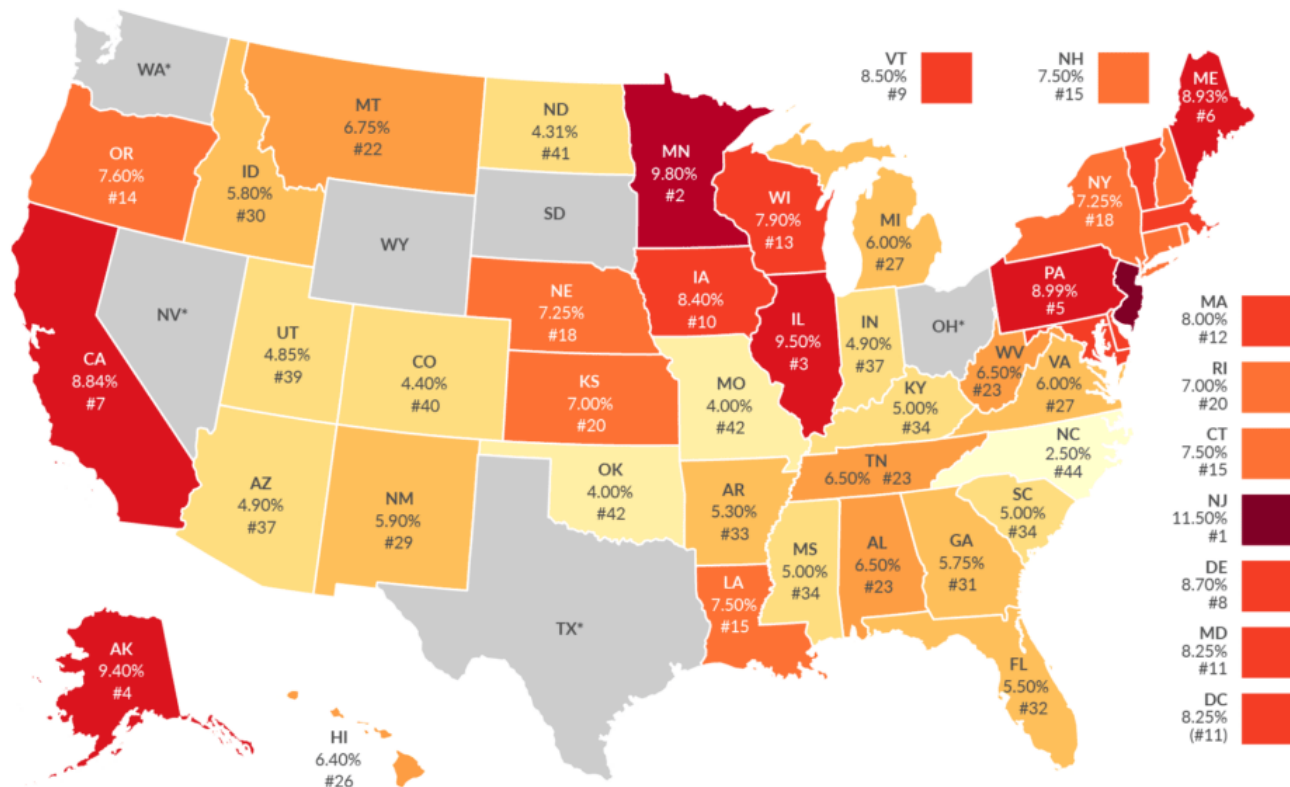 WA*
OR
7.60%
#14
CA
8.84%
#7
NV*
ID
5.80%
#30
MT
6.75%
#22
WY
UT
4.85%
#39
AZ
4.90%
#37
CO
4.40%
#40
NM
5.90%
#29
ND
4.31%
#41
SD
NE
7.25%
#18
KS
7.00%
#20
OK
4.00%
#42
TX*
MN
9.80%
#2
IA
8.40%
#10
MO
4.00%
#42
AR
5.30%
#33
LA
7.50%
#15
WI
7.90%
#13
IL
9.50%
#3
MI
6.00%
#27
IN
4.90%
#37
OH*
KY
5.00%
#34
TN
6.50% #23
MS
5.00%
#34
AL
6.50%
#23
GA
5.75%
#31
FL
5.50%
#32
SC
5.00%
#34
NC
2.50%
#44
VA
6.00%
#27
WV
6.50%
#23
PA
8.99%
#5
NY
7.25%
#18
ME
8.93%
#6
VT
8.50%
#9
NH
7.50%
#15
MA
8.00%
#12
RI
7.00%
#20
CT
7.50%
#15
NJ
11.50%
#1
DE
8.70%
#8
MD
8.25%
#11
DC
8.25%
(#11)
AK
9.40%
#4
HI
6.40%
#26